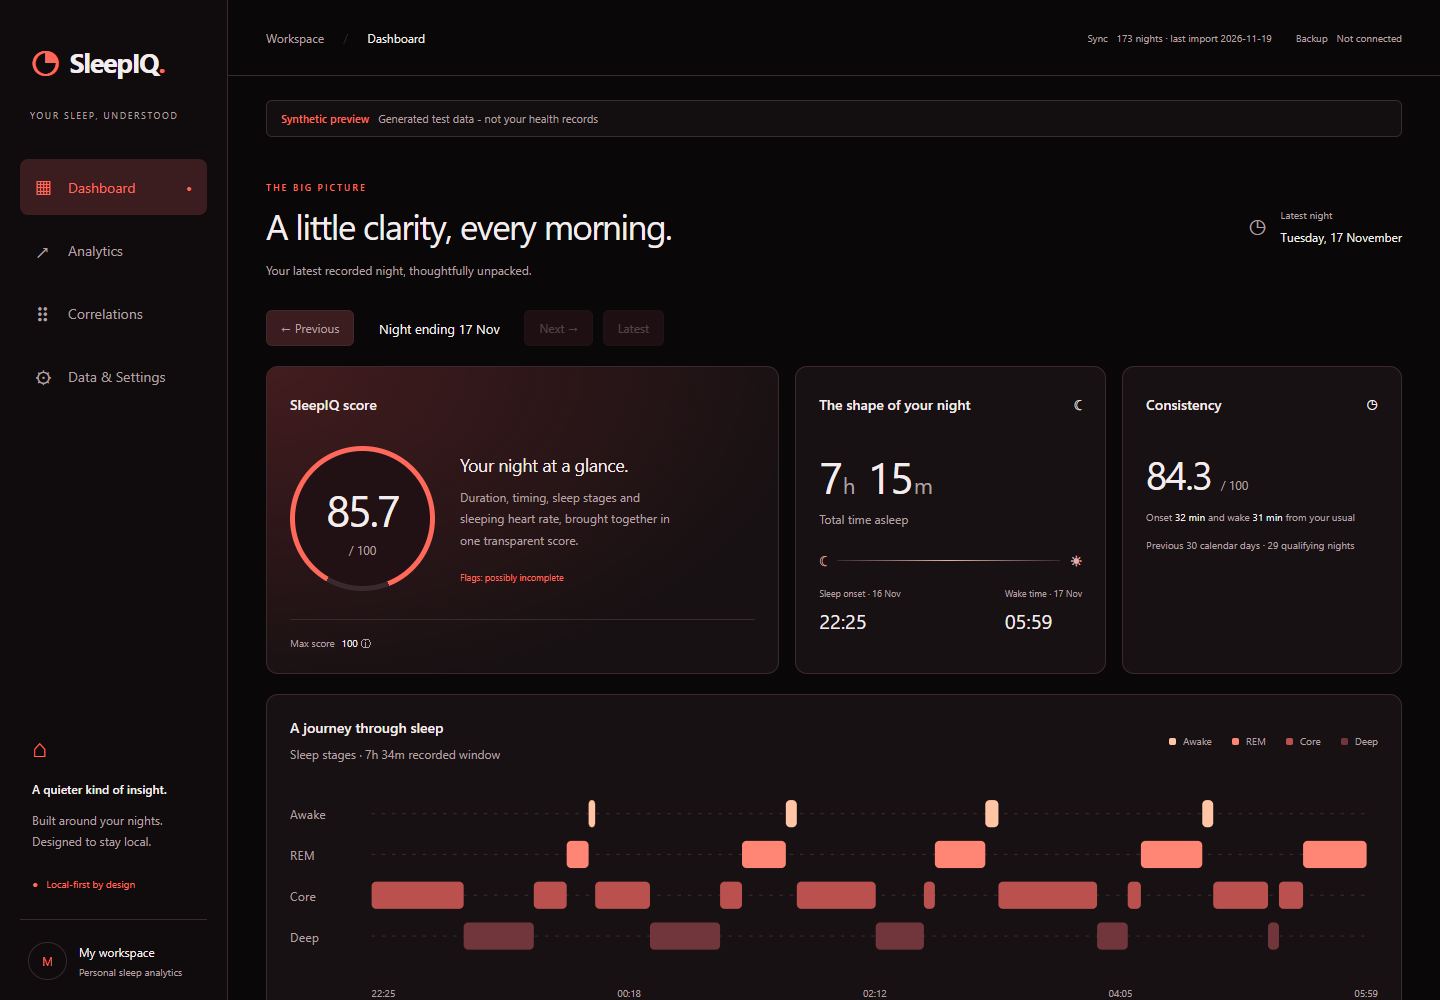 SleepIQ.
YOUR SLEEP, UNDERSTOOD
Dashboard
Analytics
Correlations
Data & Settings
A quieter kind of insight.
Built around your nights.
Designed to stay local.
Local-first by design
M
My workspace
Personal sleep analytics
Workspace / Dashboard
Sync 173 nights · last import 2026-11-19 Backup Not connected
Synthetic preview Generated test data - not your health records
THE BIG PICTURE
A little clarity, every morning.
Your latest recorded night, thoughtfully unpacked.
Latest night
Tuesday, 17 November
← Previous Night ending 17 Nov Next → Latest
SleepIQ score
85.7
/ 100
Your night at a glance.
Duration, timing, sleep stages and
sleeping heart rate, brought together in
one transparent score.
Flags: possibly incomplete
Max score 100 ⓘ
The shape of your night
7h 15m
Total time asleep
Sleep onset · 16 Nov
22:25
Wake time · 17 Nov
05:59
Consistency
84.3 / 100
Onset 32 min and wake 31 min from your usual
Previous 30 calendar days · 29 qualifying nights
A journey through sleep
Sleep stages · 7h 34m recorded window
Awake REM Core Deep
Awake
REM
Core
Deep
22:25 00:18 02:12 04:05 05:59